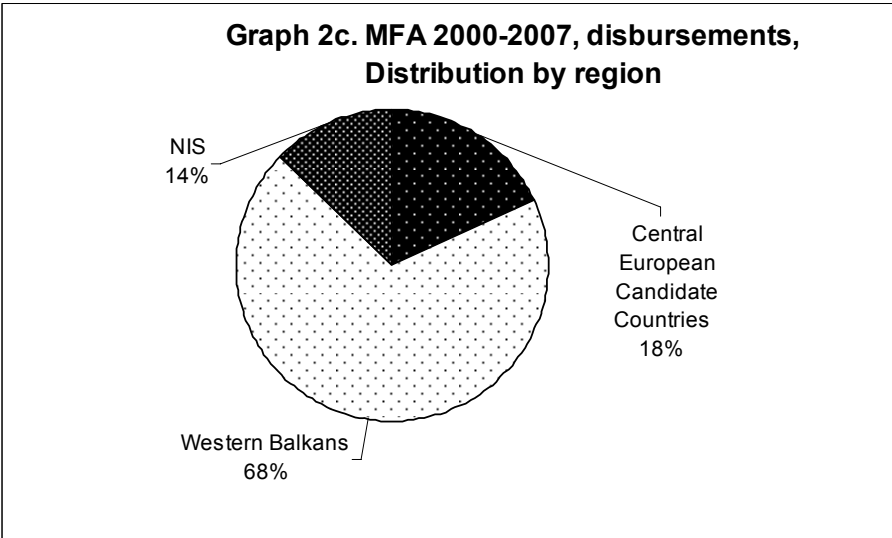 Graph 2c. MFA 2000-2007, disbursements,
Distribution by region
NIS
14%
Central
European
Candidate
Countries
18%
Western Balkans
68%